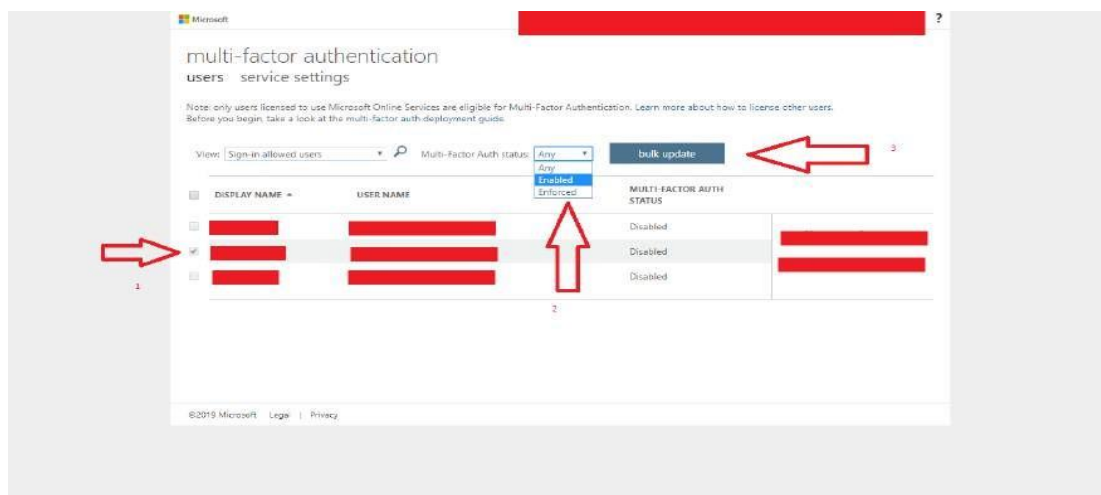 Microsoft ?
multi-factor authentication
users service settings
Note: only users licensed to use Microsoft Online Services are eligible for Multi-Factor Authentication. Learn more about how to license other users.
Before you begin, take a look at the multi-factor auth deployment guide.
View: Sign-in allowed users Multi-Factor Auth status: Any bulk update 3
Any
Enabled
Enforced
DISPLAY NAME USER NAME MULTI-FACTOR AUTH STATUS
Disabled
Disabled
Disabled
1
2
©2019 Microsoft Legal | Privacy